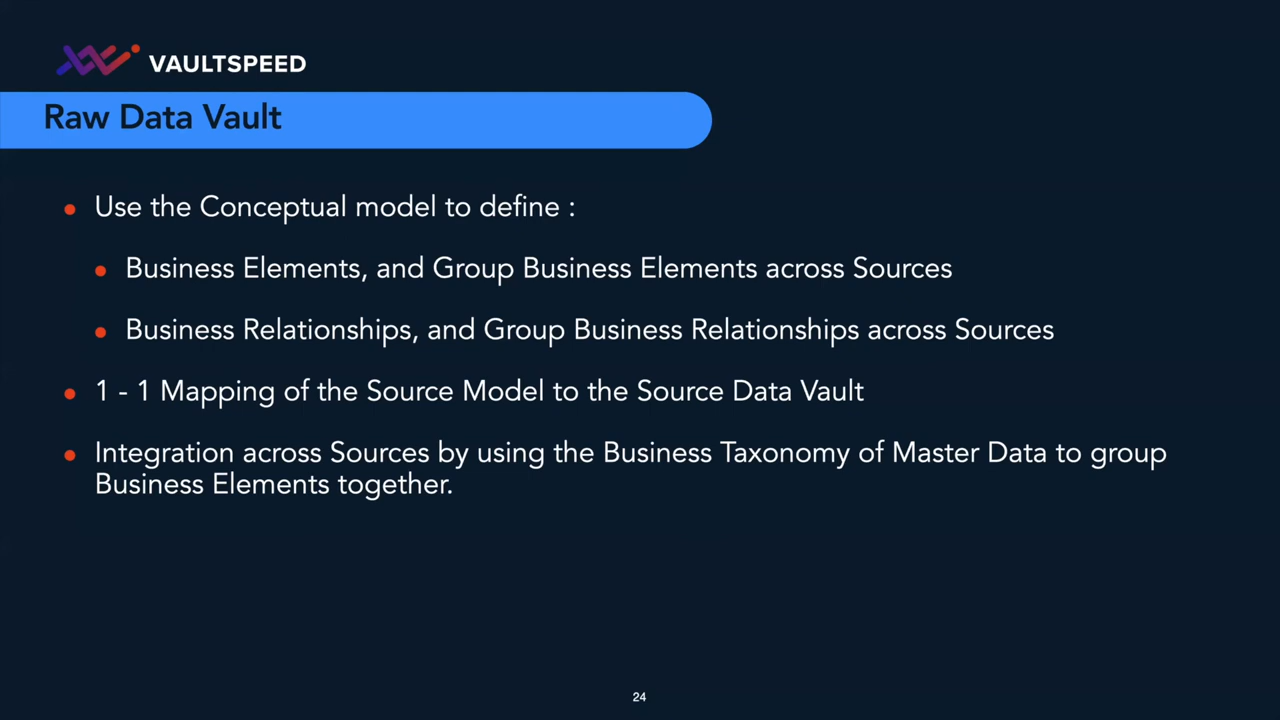 VAULTSPEED
Raw Data Vault
Use the Conceptual model to define :
Business Elements, and Group Business Elements across Sources
Business Relationships, and Group Business Relationships across Sources
1 - 1 Mapping of the Source Model to the Source Data Vault
Integration across Sources by using the Business Taxonomy of Master Data to group
Business Elements together.
24